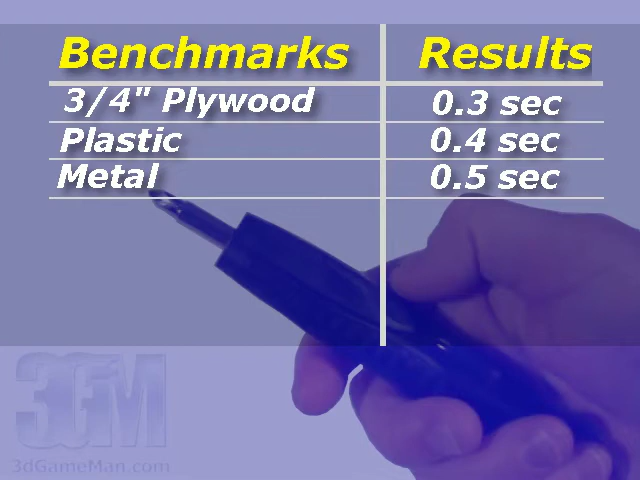 Benchmarks Results
3/4" Plywood 0.3 sec
Plastic 0.4 sec
Metal 0.5 sec
3GM
3dGameMan.com